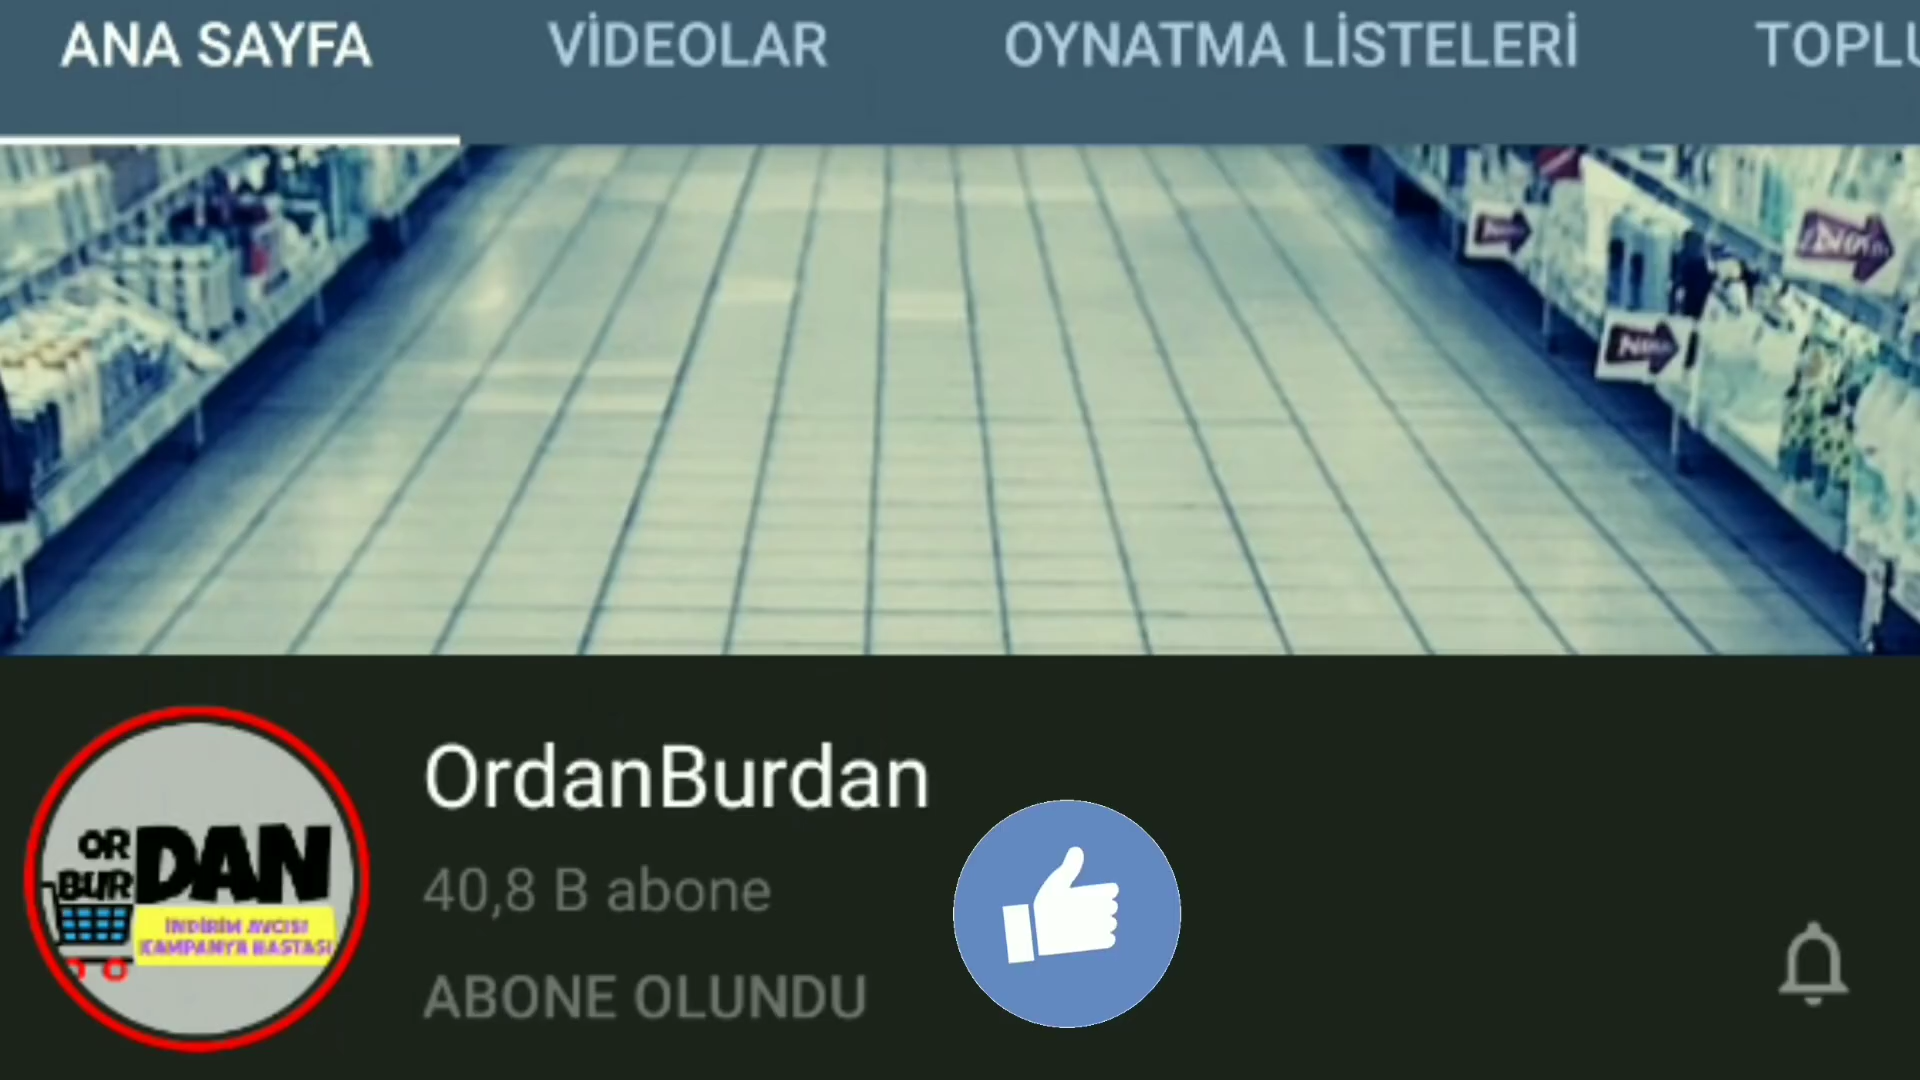 ANA SAYFA VİDEOLAR OYNATMA LİSTELERİ TOPLU
OrdanBurdan
40,8 B abone
ABONE OLUNDU
OR
BUR DAN
İNDİRİM AVCISI
KAMPANYA HASTASI